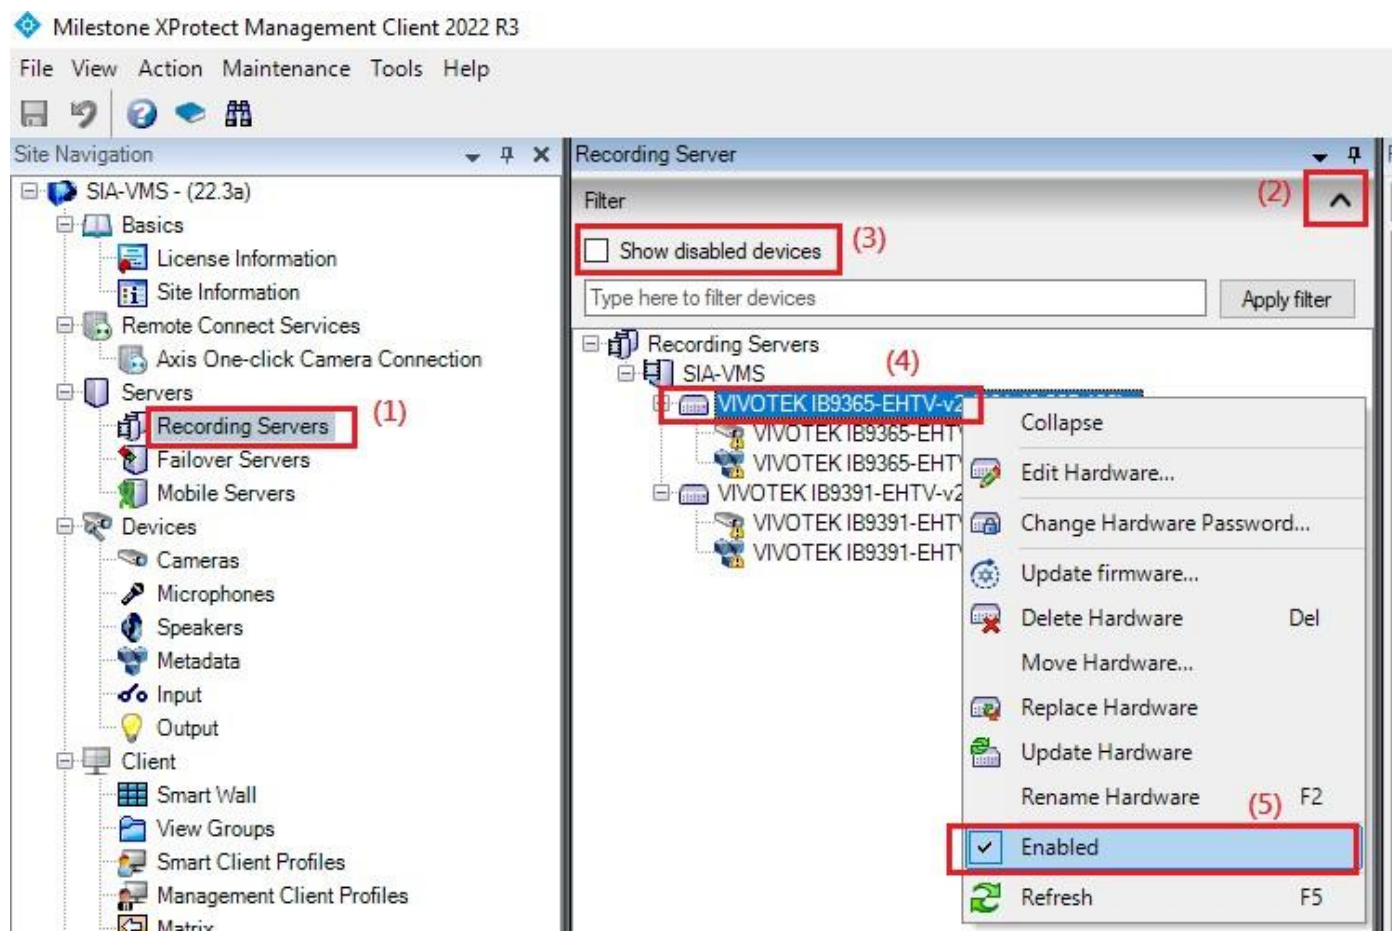 Milestone XProtect Management Client 2022 R3
File View Action Maintenance Tools Help
Site Navigation
SIA-VMS - (22.3a)
Basics
License Information
Site Information
Remote Connect Services
Axis One-click Camera Connection
Servers
Recording Servers (1)
Failover Servers
Mobile Servers
Devices
Cameras
Microphones
Speakers
Metadata
Input
Output
Client
Smart Wall
View Groups
Smart Client Profiles
Management Client Profiles
Matrix
Recording Server
Filter (2)
Show disabled devices (3)
Type here to filter devices Apply filter
Recording Servers
SIA-VMS (4)
VIVOTEK IB9365-EHTV-v2
VIVOTEK IB9365-EHTV
VIVOTEK IB9365-EHT
VIVOTEK IB9391-EHTV-v2
VIVOTEK IB9391-EHTV
VIVOTEK IB9391-EHTV
Collapse
Edit Hardware...
Change Hardware Password...
Update firmware...
Delete Hardware Del
Move Hardware...
Replace Hardware
Update Hardware
Rename Hardware F2
(5)
Enabled
Refresh F5